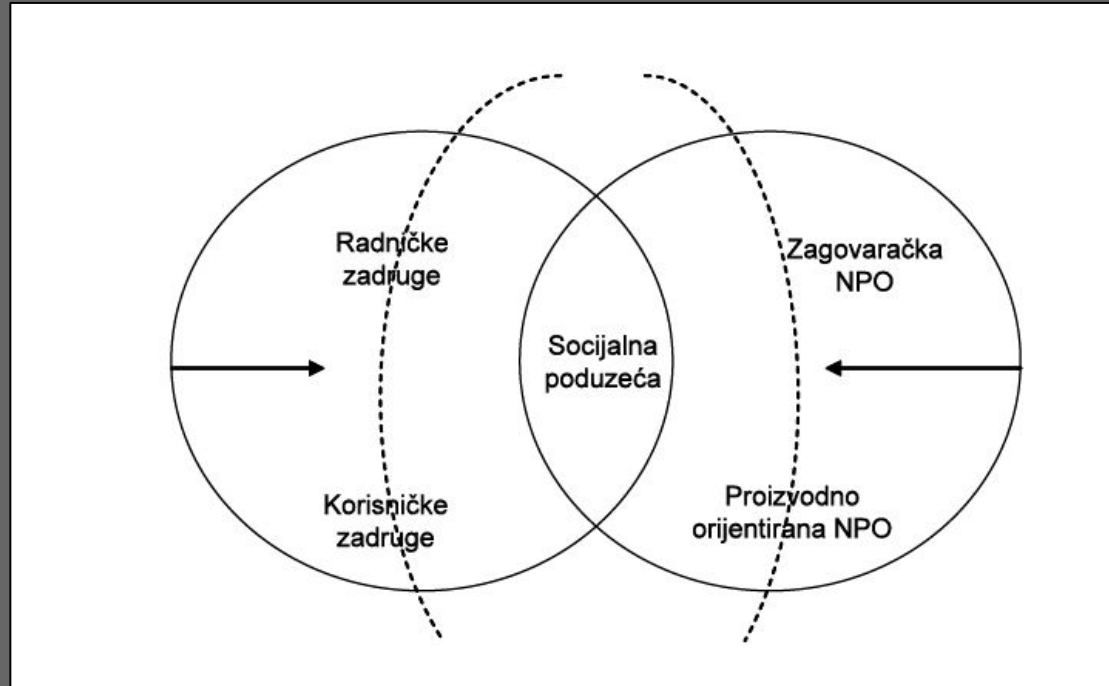 Radničke
zadruge
Zagovaračka
NPO
Socijalna
poduzeća
Korisničke
zadruge
Proizvodno
orijentirana NPO